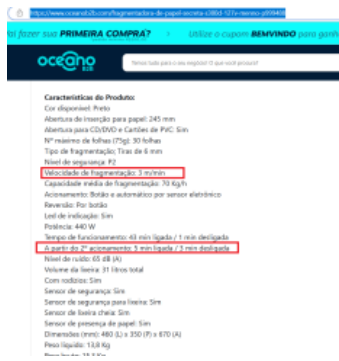 https://www.oceanob2b.com/fragmentadora-de-papel-secreta-c380d-127v-menno-p999468
ai fazer sua PRIMEIRA COMPRA? Utilize o cupom BEMVINDO para ganh
oceano
B2B
Temos tudo para o seu negócio! O que você procura?
Características do Produto:
Cor disponível: Preto
Abertura de inserção para papel: 245 mm
Abertura para CD/DVD e Cartões de PVC: Sim
Nº máximo de folhas (75g): 30 folhas
Tipo de fragmentação: Tiras de 6 mm
Nível de segurança: P2
Velocidade de fragmentação: 3 m/min
Capacidade média de fragmentação: 70 Kg/h
Acionamento: Botão e automático por sensor eletrônico
Reversão: Por botão
Led de indicação: Sim
Potência: 440 W
Tempo de funcionamento: 43 min ligada / 1 min desligada
A partir do 2º acionamento: 5 min ligada / 3 min desligada
Nível de ruído: 65 dB (A)
Volume da lixeira: 31 litros total
Com rodízios: Sim
Sensor de segurança: Sim
Sensor de segurança para lixeira: Sim
Sensor de lixeira cheia: Sim
Sensor de presença de papel: Sim
Dimensões (mm): 460 (L) x 350 (P) x 670 (A)
Peso líquido: 13,8 Kg